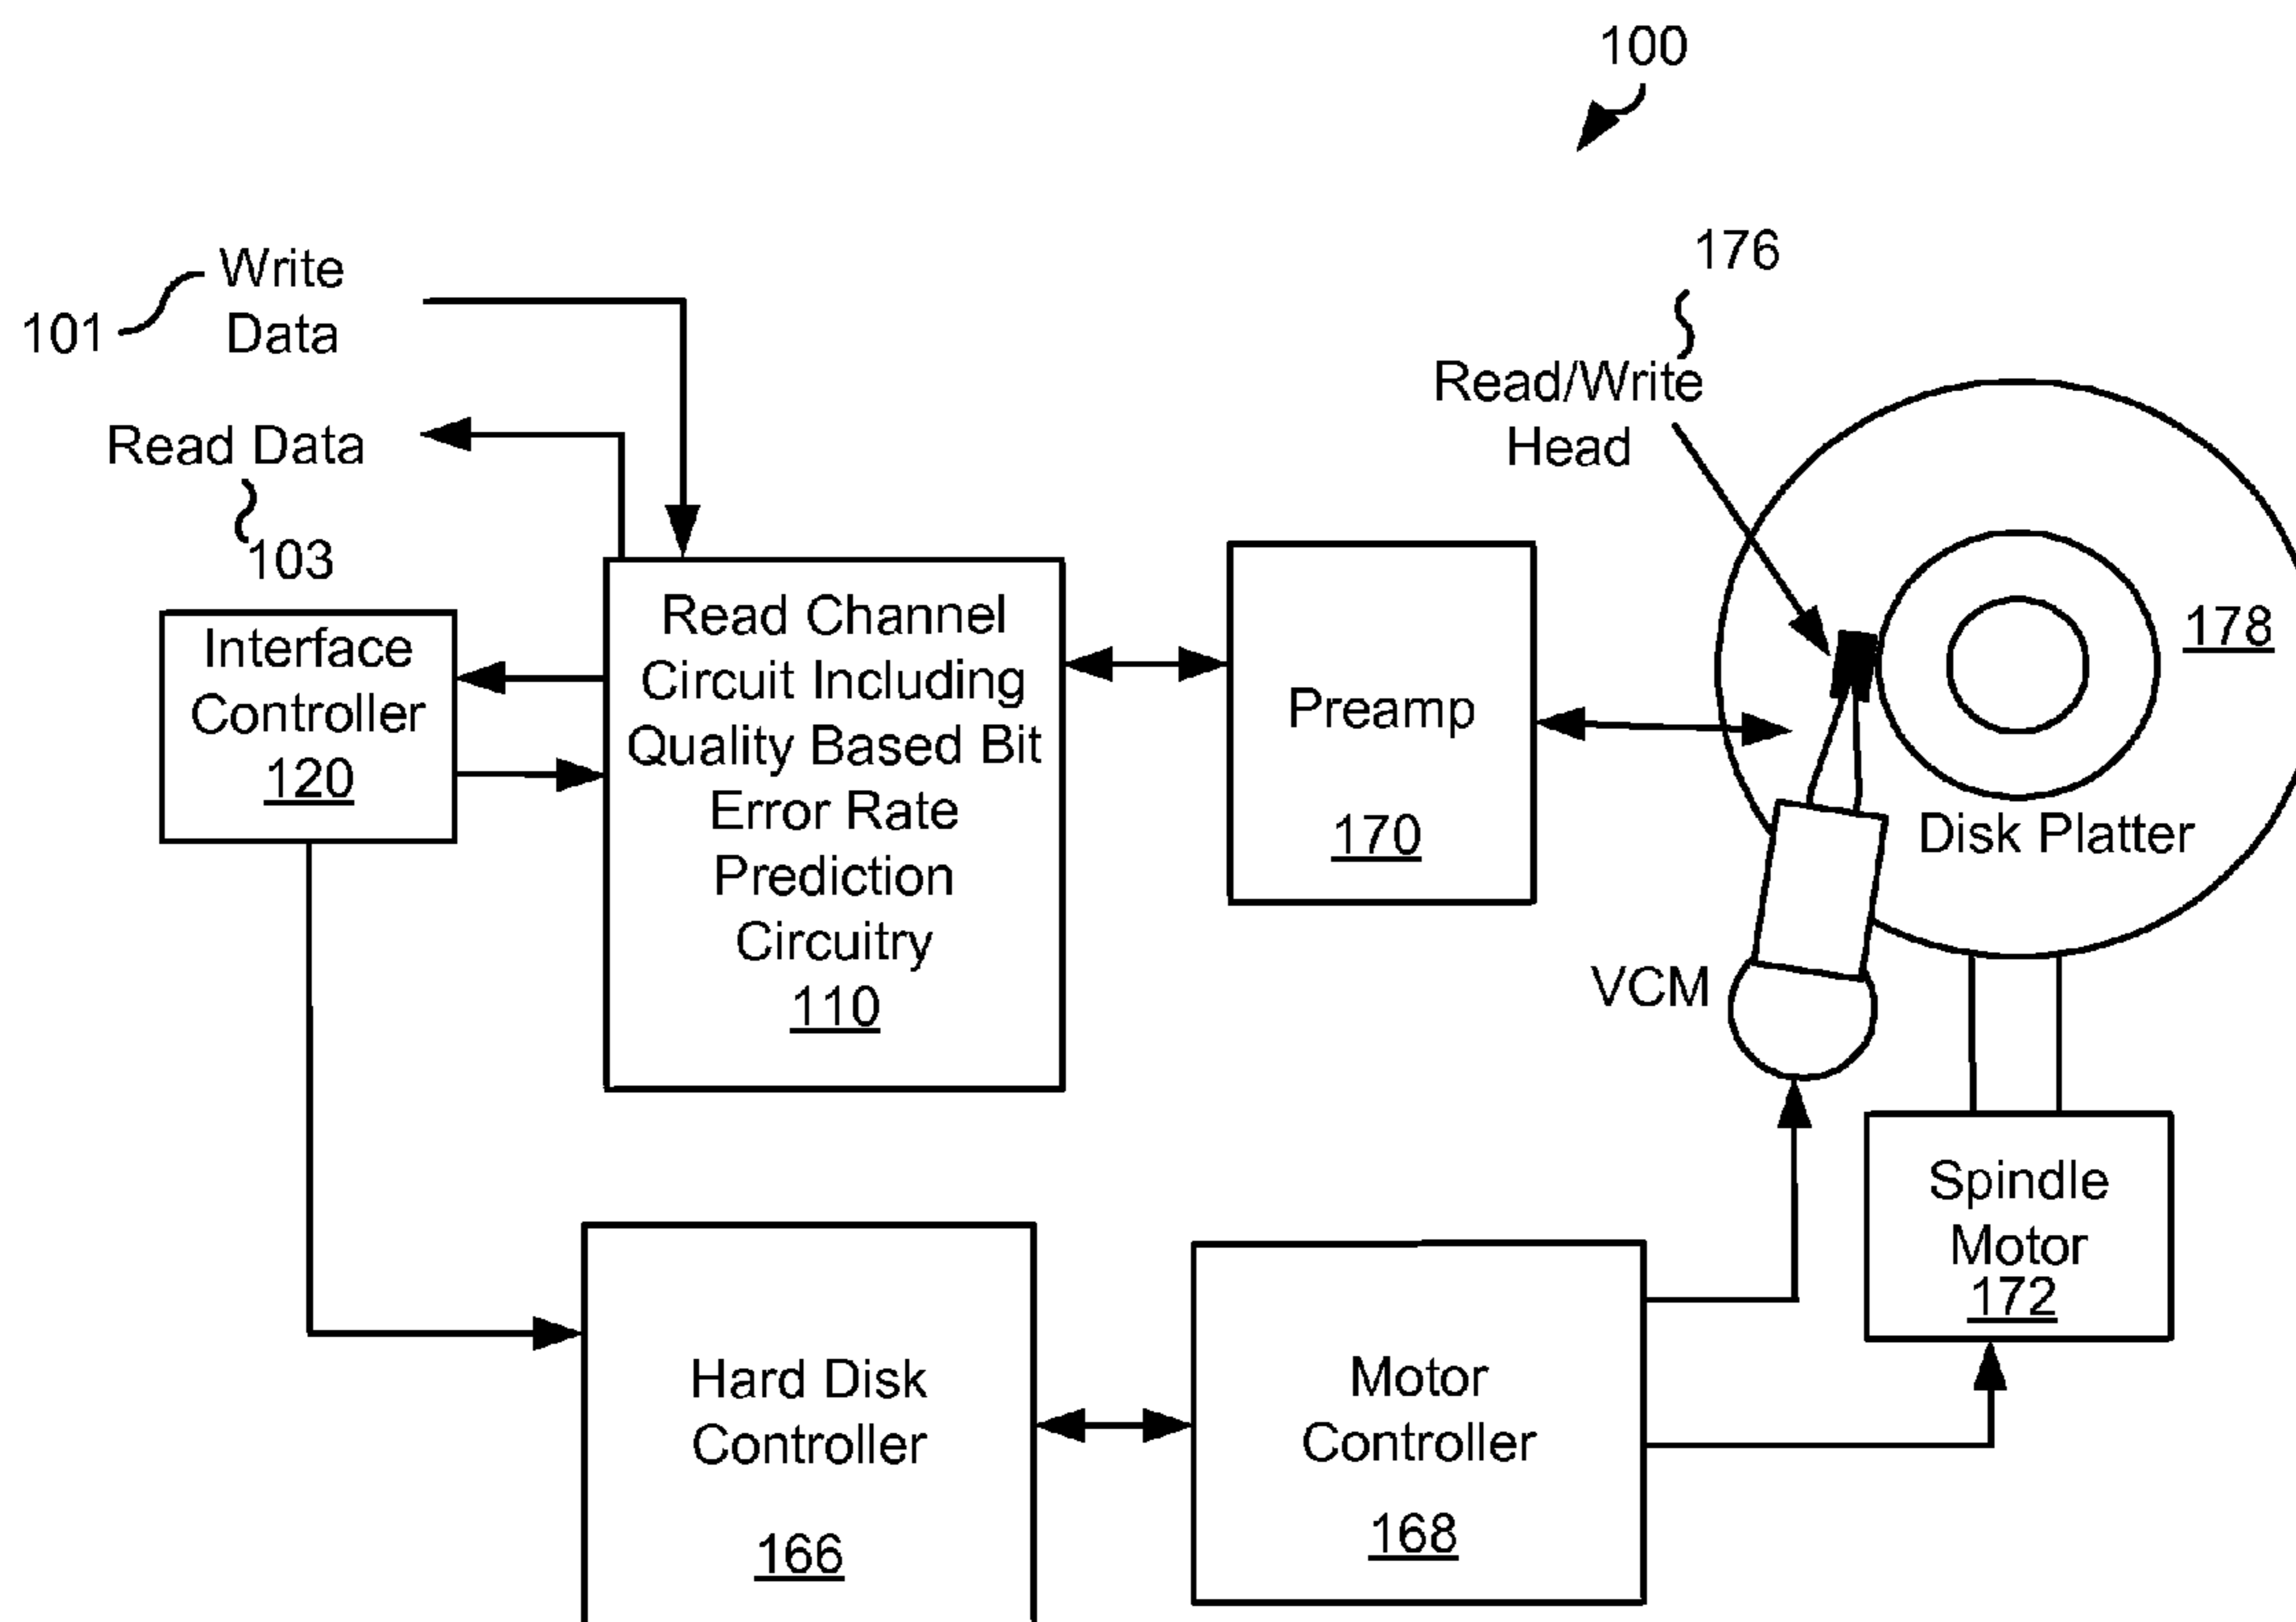 100
176
Write
Data
101
Read Data
103
Read/Write
Head
Interface
Controller
120
Read Channel
Circuit Including
Quality Based Bit
Error Rate
Prediction
Circuitry
110
Preamp
170
178
Disk Platter
VCM
Spindle
Motor
172
Hard Disk
Controller
166
Motor
Controller
168